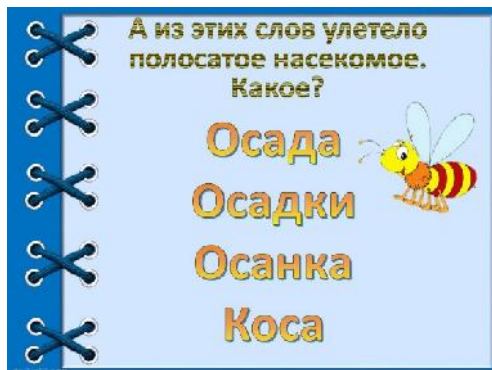 А из этих слов улетело
полосатое насекомое.
Какое?
Осада
Осадки
Осанка
Коса